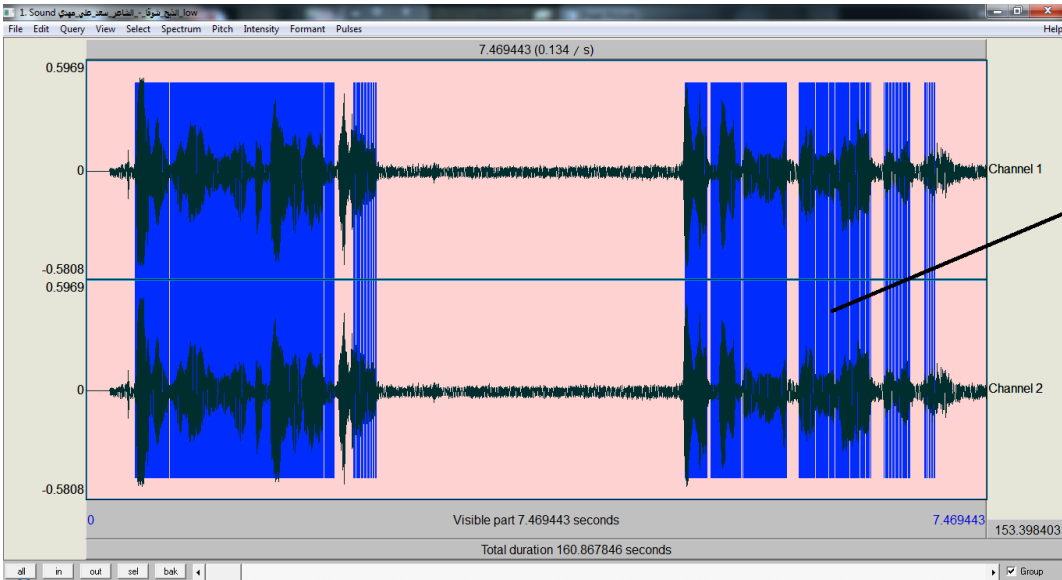 1. Sound شوقاً_-_الشاعر_سعد_علي_مهدي_low
File Edit Query View Select Spectrum Pitch Intensity Formant Pulses Help
7.469443 (0.134 / s)
0.5969
0
Channel 1
-0.5808
0.5969
0
Channel 2
-0.5808
0 Visible part 7.469443 seconds 7.469443
153.398403
Total duration 160.867846 seconds
all in out sel bak Group